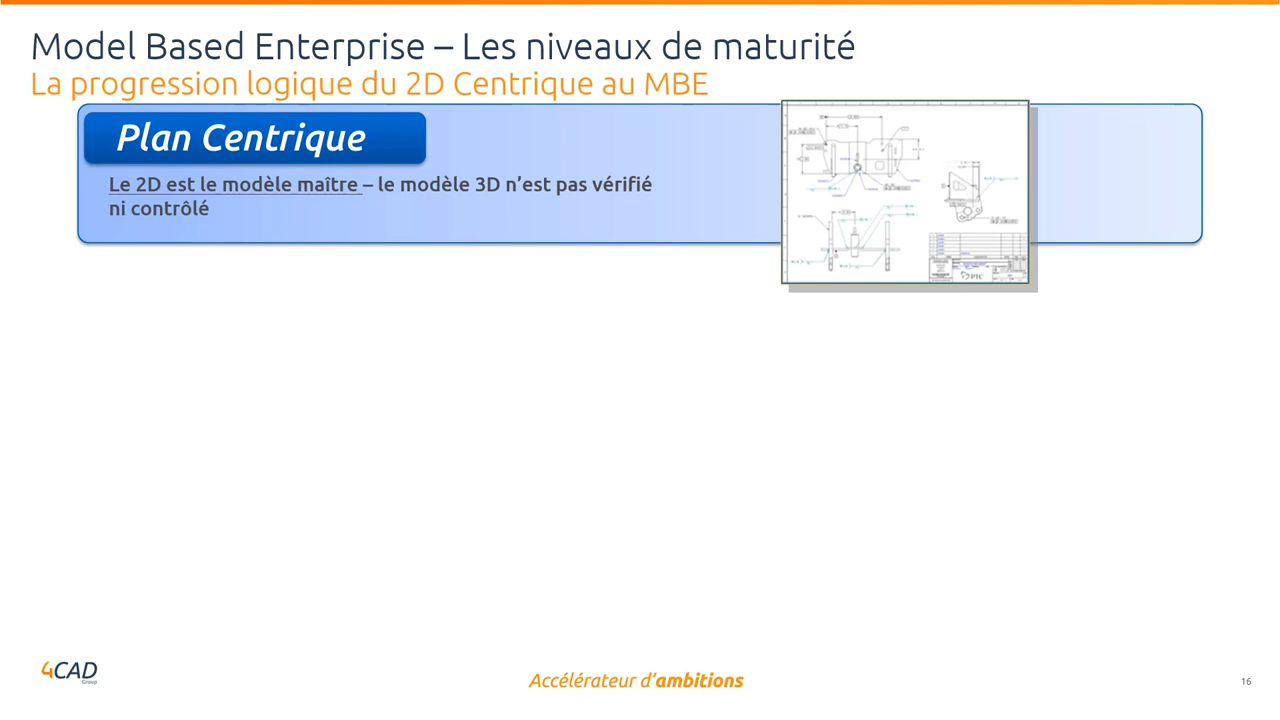 Model Based Enterprise – Les niveaux de maturité
La progression logique du 2D Centrique au MBE
Plan Centrique
Le 2D est le modèle maître – le modèle 3D n’est pas vérifié
ni contrôlé
PTC
4CAD
Group
Accélérateur d’ambitions
16